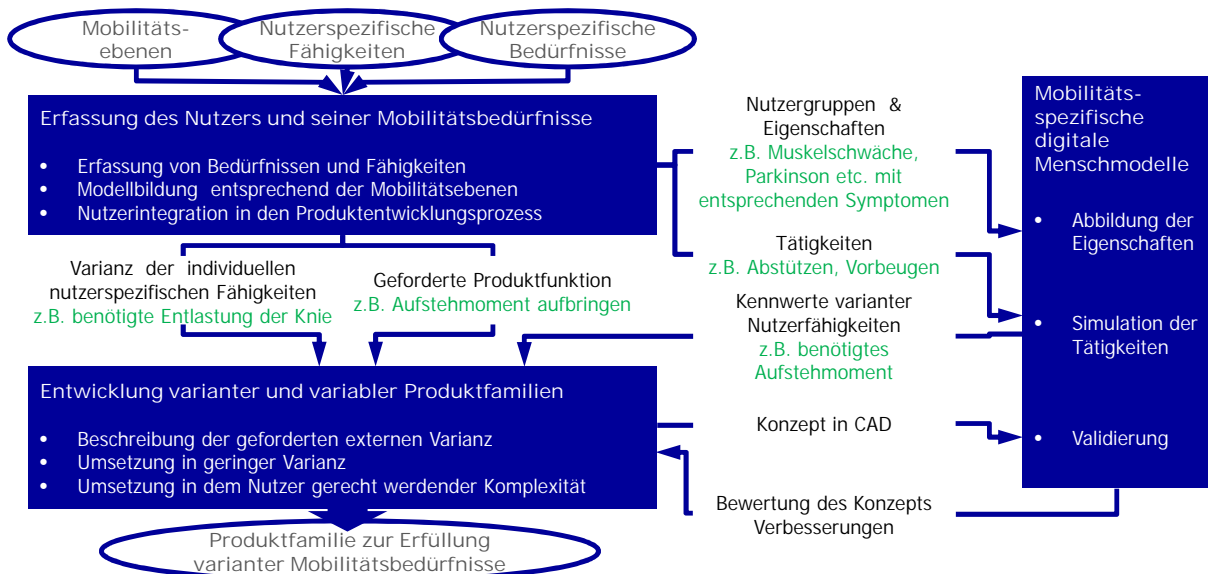 Mobilitäts-
ebenen
Nutzerspezifische
Fähigkeiten
Nutzerspezifische
Bedürfnisse
Erfassung des Nutzers und seiner Mobilitätsbedürfnisse
• Erfassung von Bedürfnissen und Fähigkeiten
• Modellbildung entsprechend der Mobilitätsebenen
• Nutzerintegration in den Produktentwicklungsprozess
Nutzergruppen &
Eigenschaften
z.B. Muskelschwäche,
Parkinson etc. mit
entsprechenden Symptomen
Tätigkeiten
z.B. Abstützen, Vorbeugen
Kennwerte varianter
Nutzerfähigkeiten
z.B. benötigtes
Aufstehmoment
Mobilitäts-
spezifische
digitale
Menschmodelle
• Abbildung der
Eigenschaften
• Simulation der
Tätigkeiten
• Validierung
Varianz der individuellen
nutzerspezifischen Fähigkeiten
z.B. benötigte Entlastung der Knie
Geforderte Produktfunktion
z.B. Aufstehmoment aufbringen
Entwicklung varianter und variabler Produktfamilien
• Beschreibung der geforderten externen Varianz
• Umsetzung in geringer Varianz
• Umsetzung in dem Nutzer gerecht werdender Komplexität
Konzept in CAD
Bewertung des Konzepts
Verbesserungen
Produktfamilie zur Erfüllung
varianter Mobilitätsbedürfnisse